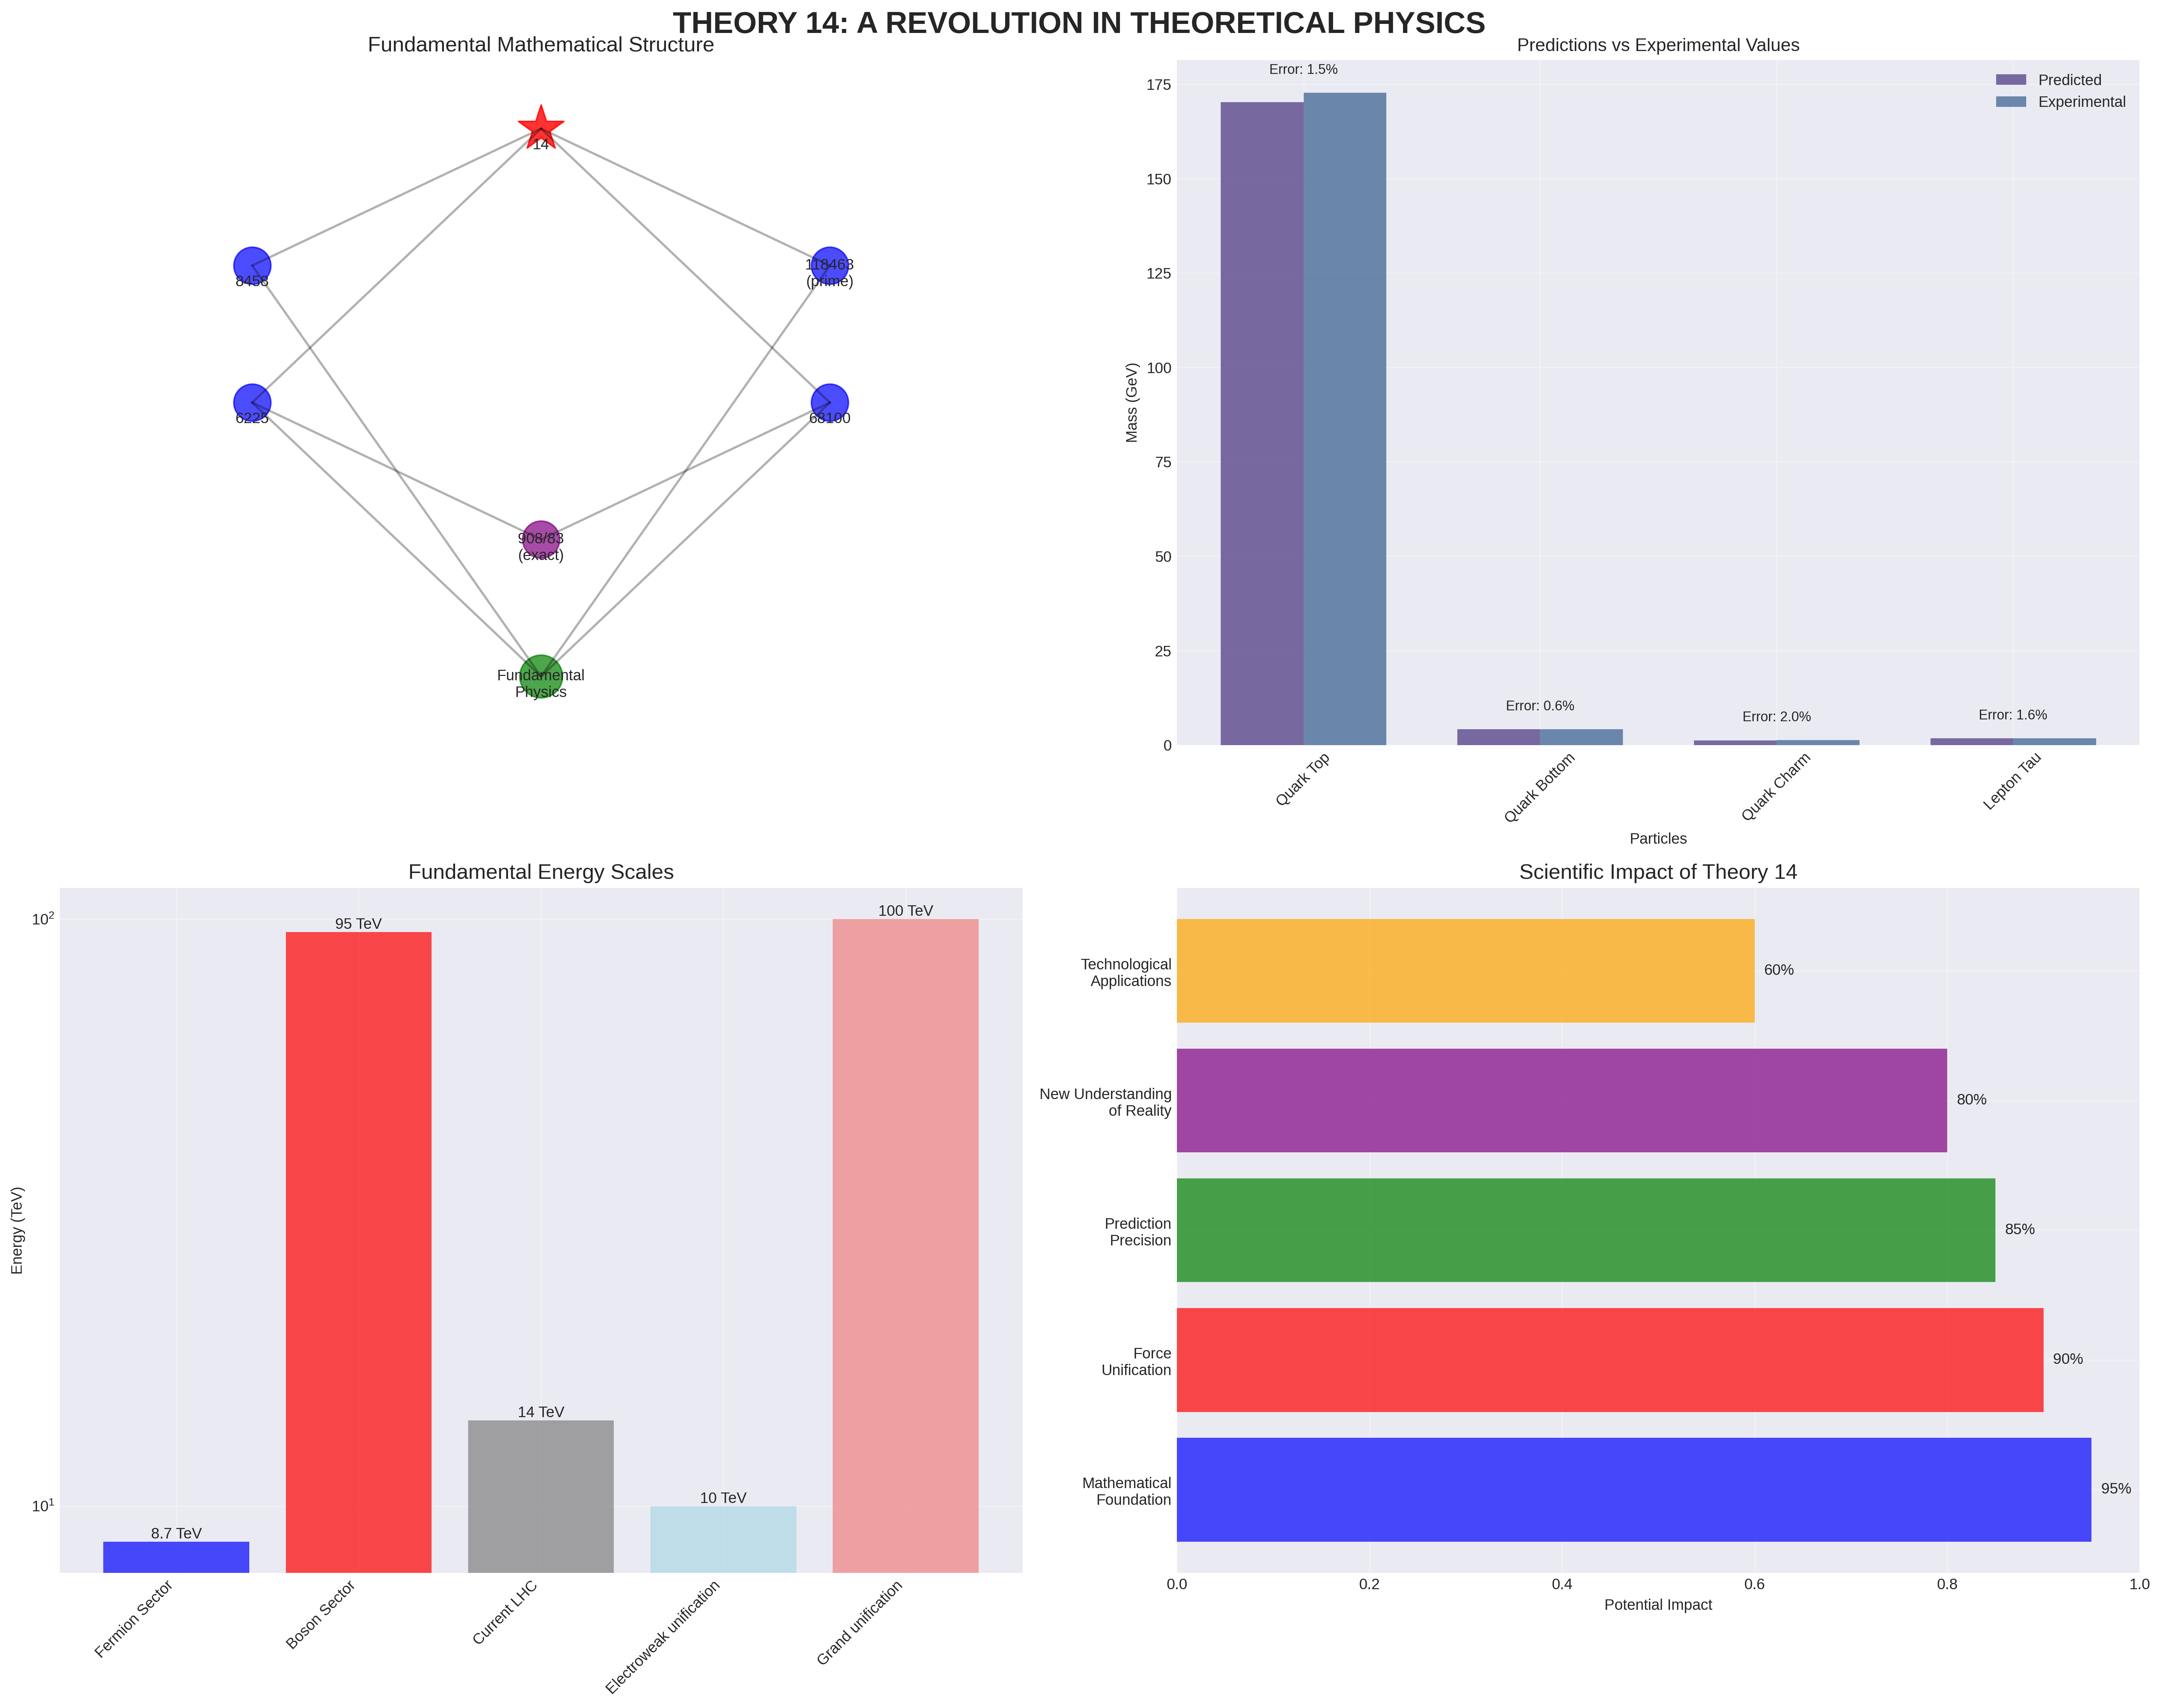 THEORY 14: A REVOLUTION IN THEORETICAL PHYSICS
Fundamental Mathematical Structure
14
8458
118463
(prime)
6225
68100
908/83
(exact)
Fundamental
Physics
Predictions vs Experimental Values
Predicted
Experimental
Error: 1.5%
Error: 0.6%
Error: 2.0%
Error: 1.6%
175
150
125
100
75
50
25
0
Mass (GeV)
Quark Top
Quark Bottom
Quark Charm
Lepton Tau
Particles
Fundamental Energy Scales
10²
10¹
Energy (TeV)
8.7 TeV
95 TeV
14 TeV
10 TeV
100 TeV
Fermion Sector
Boson Sector
Current LHC
Electroweak unification
Grand unification
Scientific Impact of Theory 14
Technological
Applications
60%
New Understanding
of Reality
80%
Prediction
Precision
85%
Force
Unification
90%
Mathematical
Foundation
95%
0.0
0.2
0.4
0.6
0.8
1.0
Potential Impact